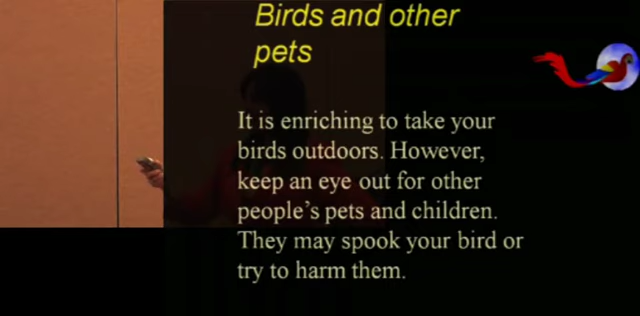 Birds and other
pets
It is enriching to take your
birds outdoors. However,
keep an eye out for other
people's pets and children.
They may spook your bird or
try to harm them.